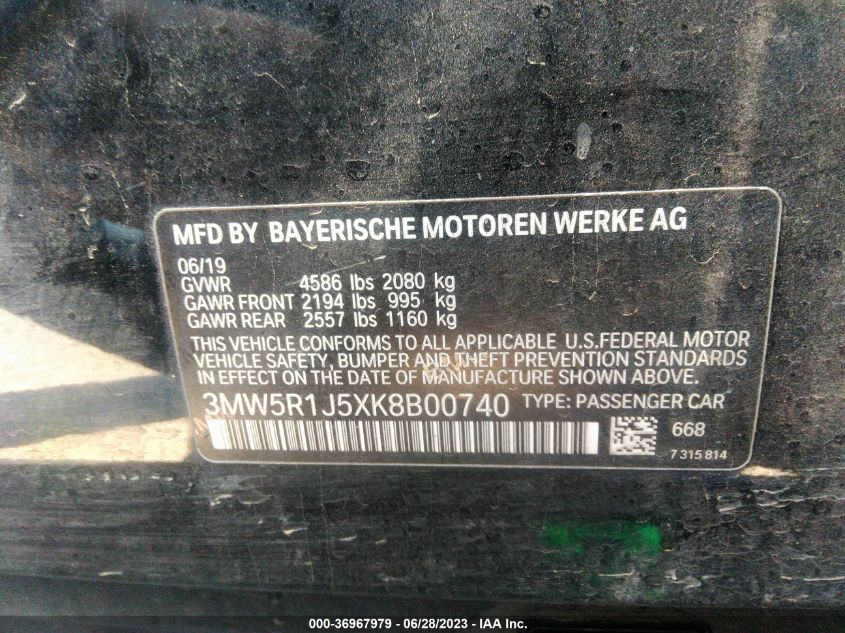 MFD BY BAYERISCHE MOTOREN WERKE AG
06/19
GVWR 4586 lbs 2080 kg
GAWR FRONT 2194 lbs 995 kg
GAWR REAR 2557 lbs 1160 kg
THIS VEHICLE CONFORMS TO ALL APPLICABLE U.S.FEDERAL MOTOR
VEHICLE SAFETY, BUMPER AND THEFT PREVENTION STANDARDS
IN EFFECT ON THE DATE OF MANUFACTURE SHOWN ABOVE.
3MW5R1J5XK8B00740 TYPE: PASSENGER CAR
668
7 315 814
000-36967979 - 06/28/2023 - IAA Inc.